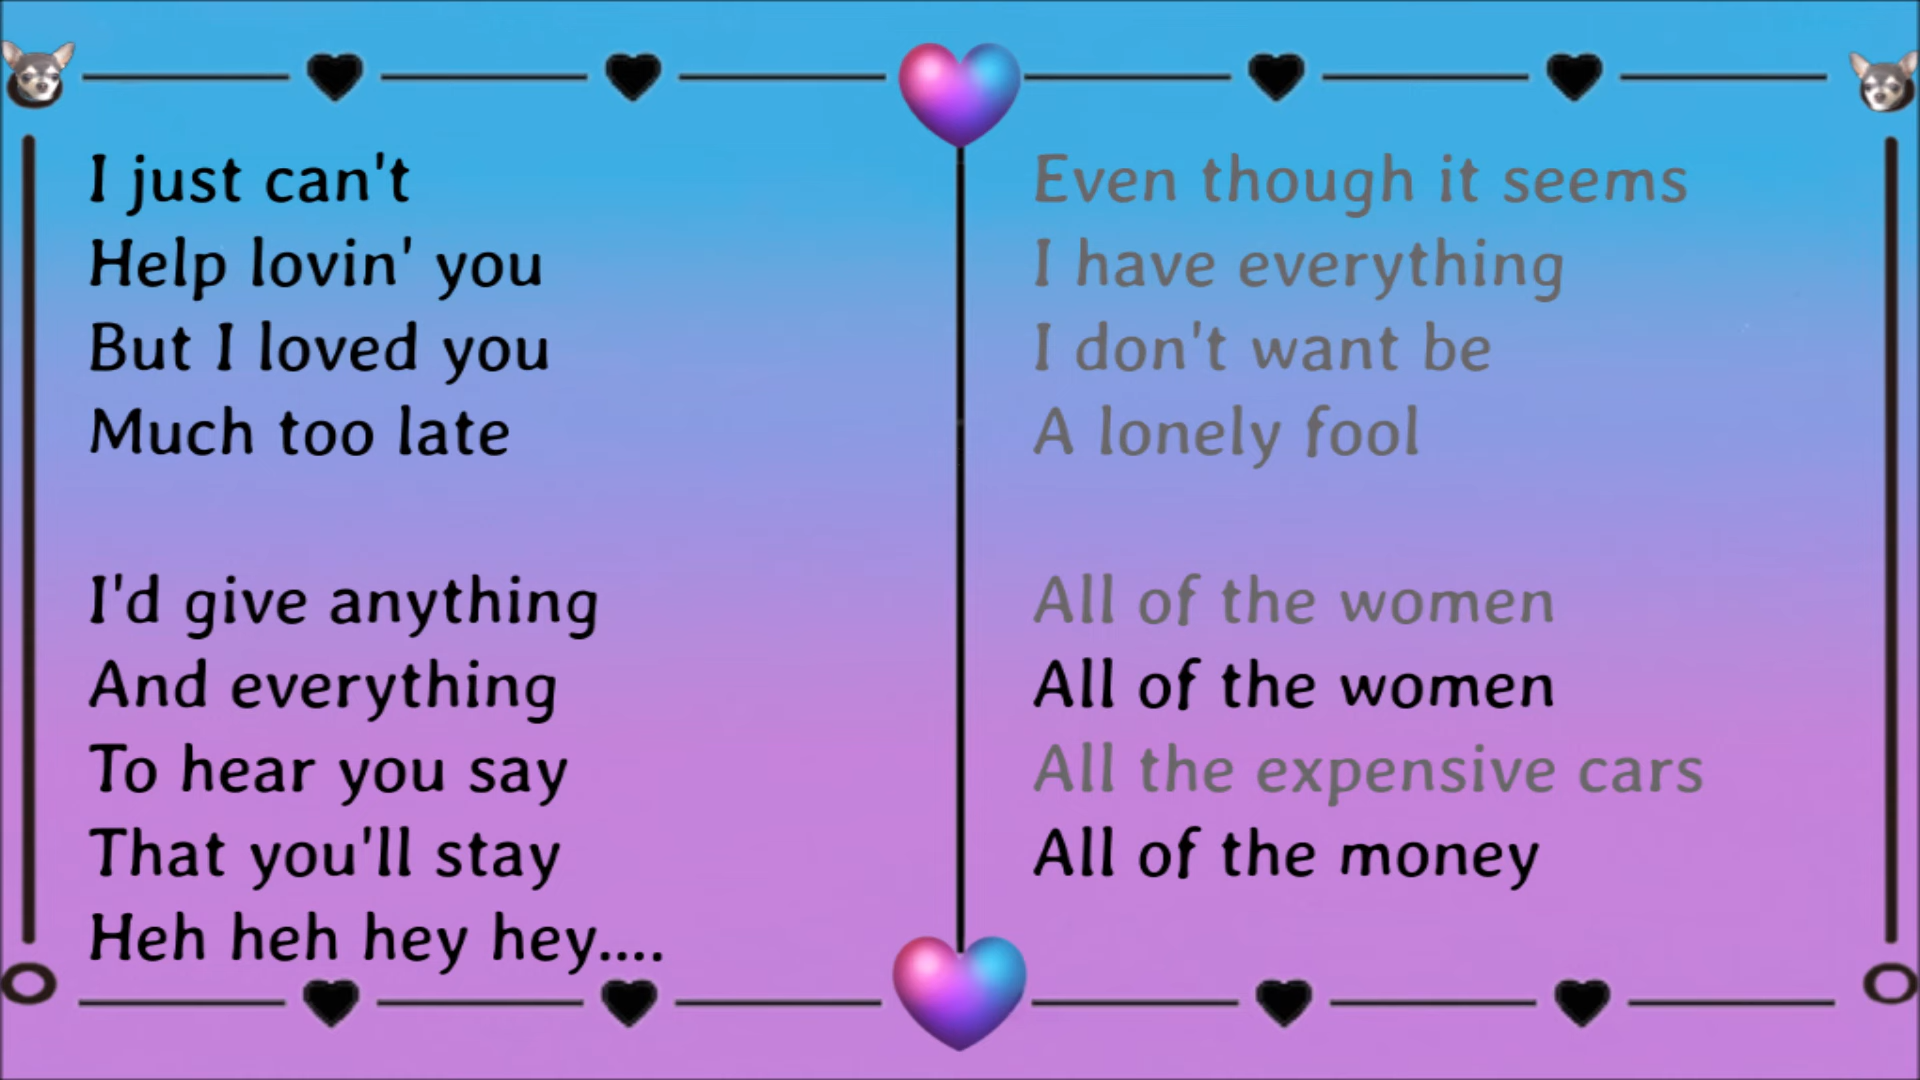 I just can't
Help lovin' you
But I loved you
Much too late
I'd give anything
And everything
To hear you say
That you'll stay
Heh heh hey hey....
Even though it seems
I have everything
I don't want be
A lonely fool
All of the women
All of the women
All the expensive cars
All of the money